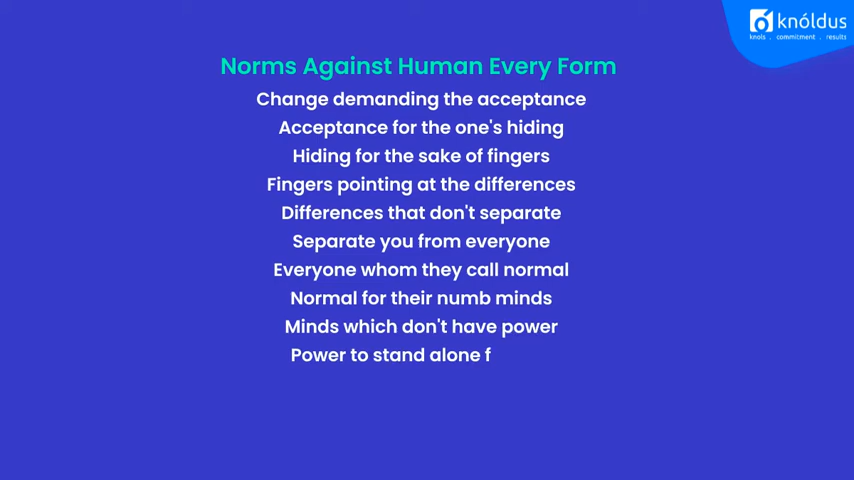 knóldus
knols . commitment . results
Norms Against Human Every Form
Change demanding the acceptance
Acceptance for the one's hiding
Hiding for the sake of fingers
Fingers pointing at the differences
Differences that don't separate
Separate you from everyone
Everyone whom they call normal
Normal for their numb minds
Minds which don't have power
Power to stand alone f